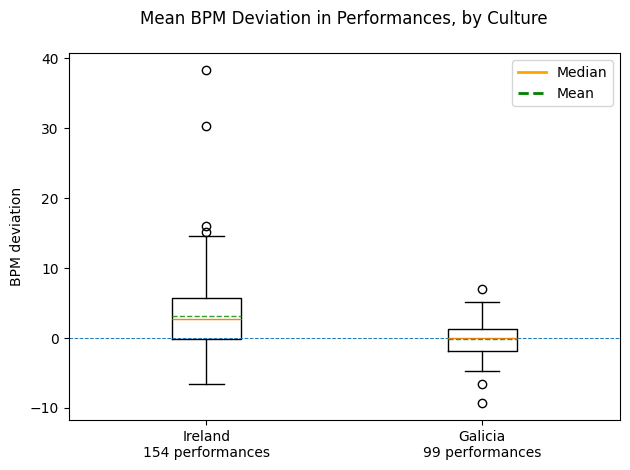 Mean BPM Deviation in Performances, by Culture
Median
Mean
BPM deviation
40
30
20
10
0
−10
Ireland
154 performances
Galicia
99 performances